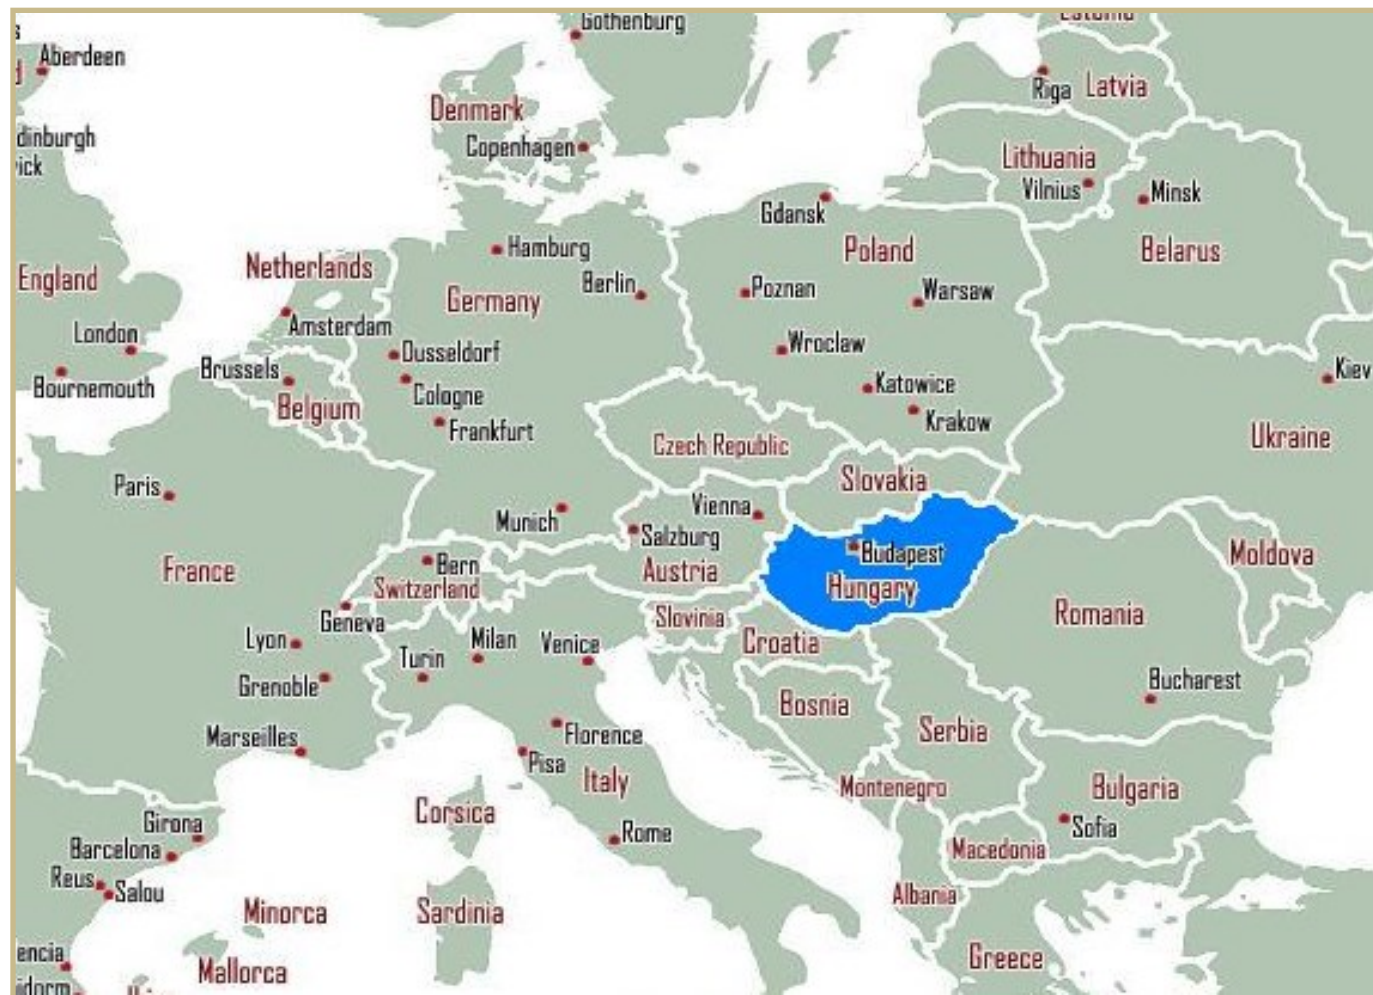 Gothenburg
Estonia
Aberdeen
Riga
Latvia
Denmark
Copenhagen
dinburgh
Lithuania
Vilnius
Minsk
Gdansk
Hamburg
Poland
Belarus
Netherlands
England
Berlin
Germany
Poznan
Warsaw
Amsterdam
London
Dusseldorf
Wroclaw
Brussels
Kiev
Bournemouth
Cologne
Katowice
Belgium
Frankfurt
Krakow
Czech Republic
Ukraine
Slovakia
Paris
Vienna
Munich
Salzburg
Budapest
Moldova
Bern
France
Switzerland
Austria
Hungary
Geneva
Slovinia
Romania
Lyon
Milan
Venice
Croatia
Turin
Grenoble
Bucharest
Bosnia
Marseilles
Florence
Serbia
Pisa
Italy
Montenegro
Bulgaria
Corsica
Girona
Rome
Sofia
Barcelona
Macedonia
Reus
Salou
Albania
Minorca
Sardinia
encia
Greece
Mallorca
idorm